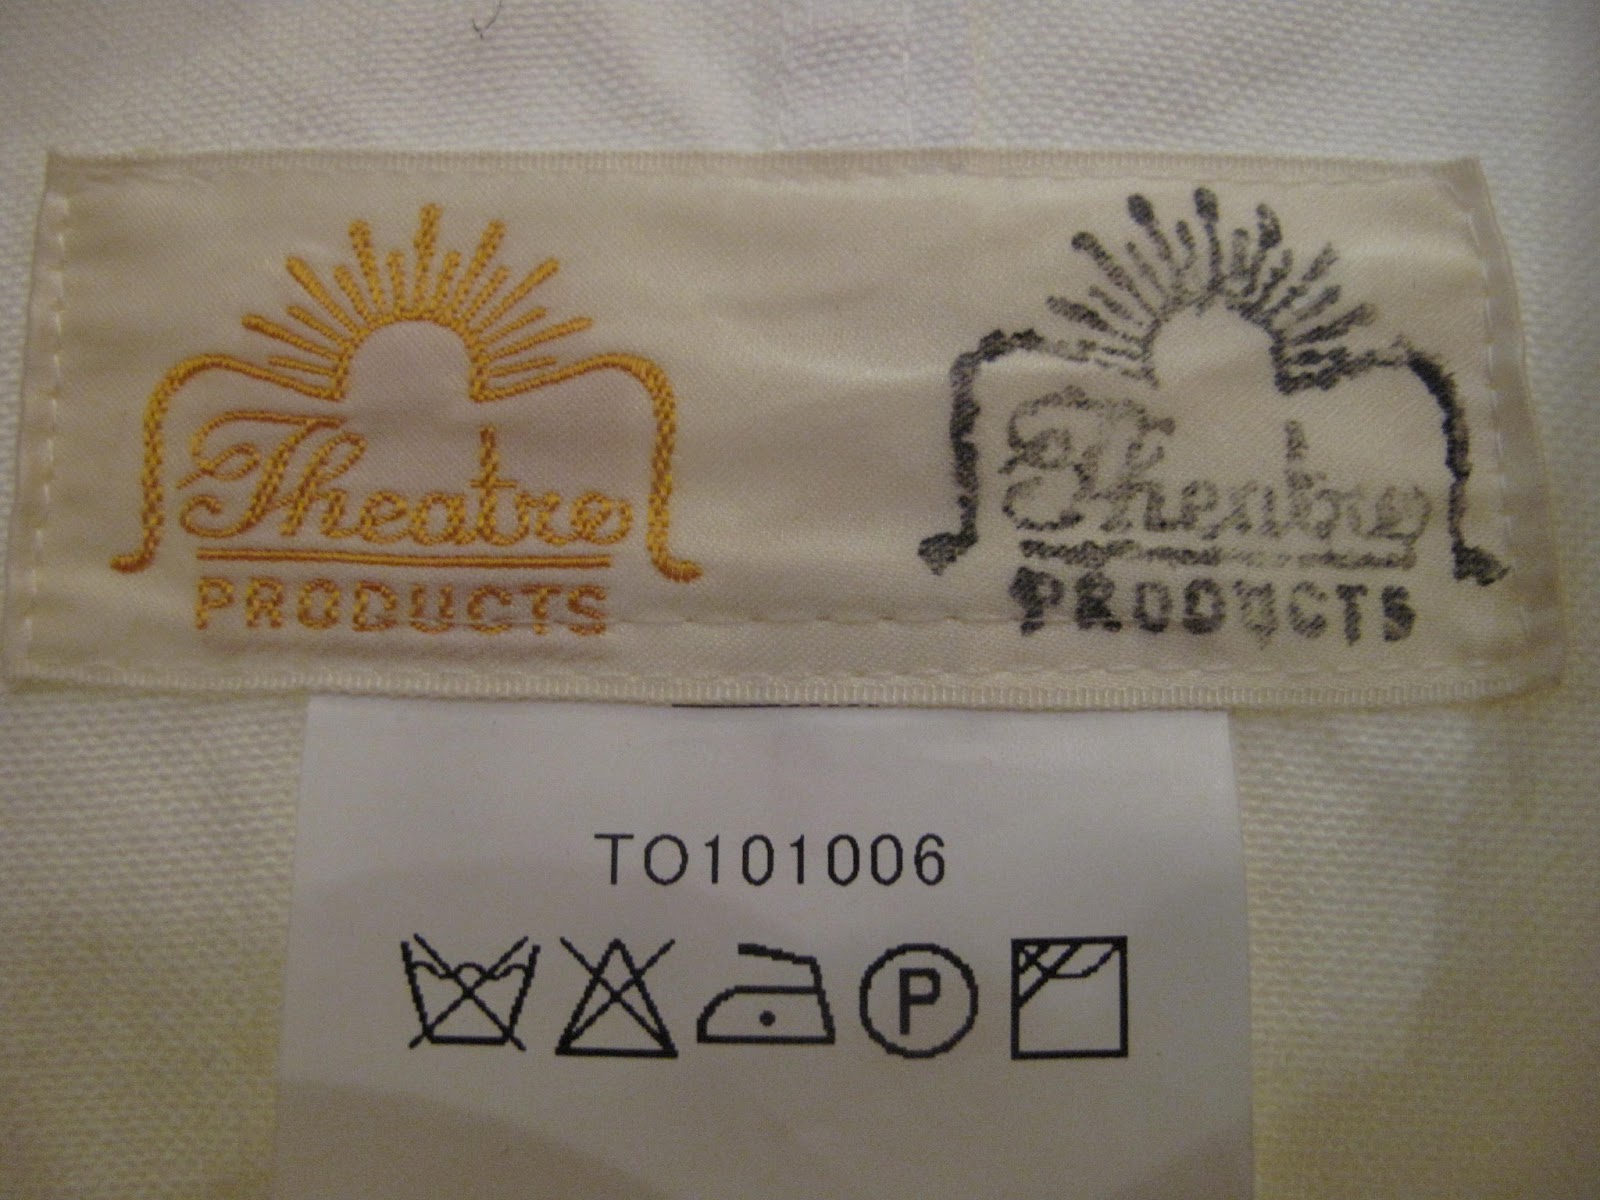 Theatre
PRODUCTS
Theatre
PRODUCTS
TO101006
P